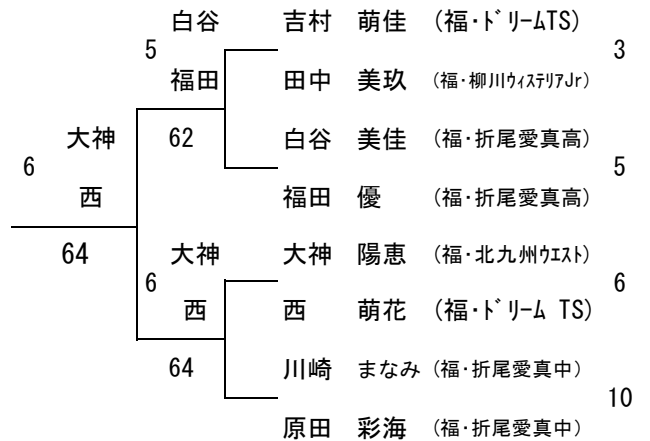 白谷 吉村 萌佳 (福・ドリームTS)
5 3
福田 田中 美玖 (福・柳川ウィステリアJr)
大神 62 白谷 美佳 (福・折尾愛真高)
6 5
西 福田 優 (福・折尾愛真高)
64 大神 大神 陽恵 (福・北九州ウエスト)
6 6
西 西 萌花 (福・ドリーム TS)
64 川崎 まなみ (福・折尾愛真中)
10
原田 彩海 (福・折尾愛真中)